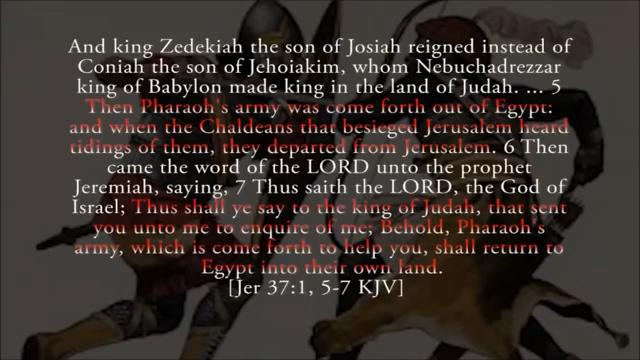 And king Zedekiah the son of Josiah reigned instead of
Coniah the son of Jehoiakim, whom Nebuchadrezzar
king of Babylon made king in the land of Judah. ... 5
Then Pharaoh's army was come forth out of Egypt:
and when the Chaldeans that besieged Jerusalem heard
tidings of them, they departed from Jerusalem. 6 Then
came the word of the LORD unto the prophet
Jeremiah, saying, 7 Thus saith the LORD, the God of
Israel; Thus shall ye say to the king of Judah, that sent
you unto me to enquire of me; Behold, Pharaoh's
army, which is come forth to help you, shall return to
Egypt into their own land.
[Jer 37:1, 5-7 KJV]